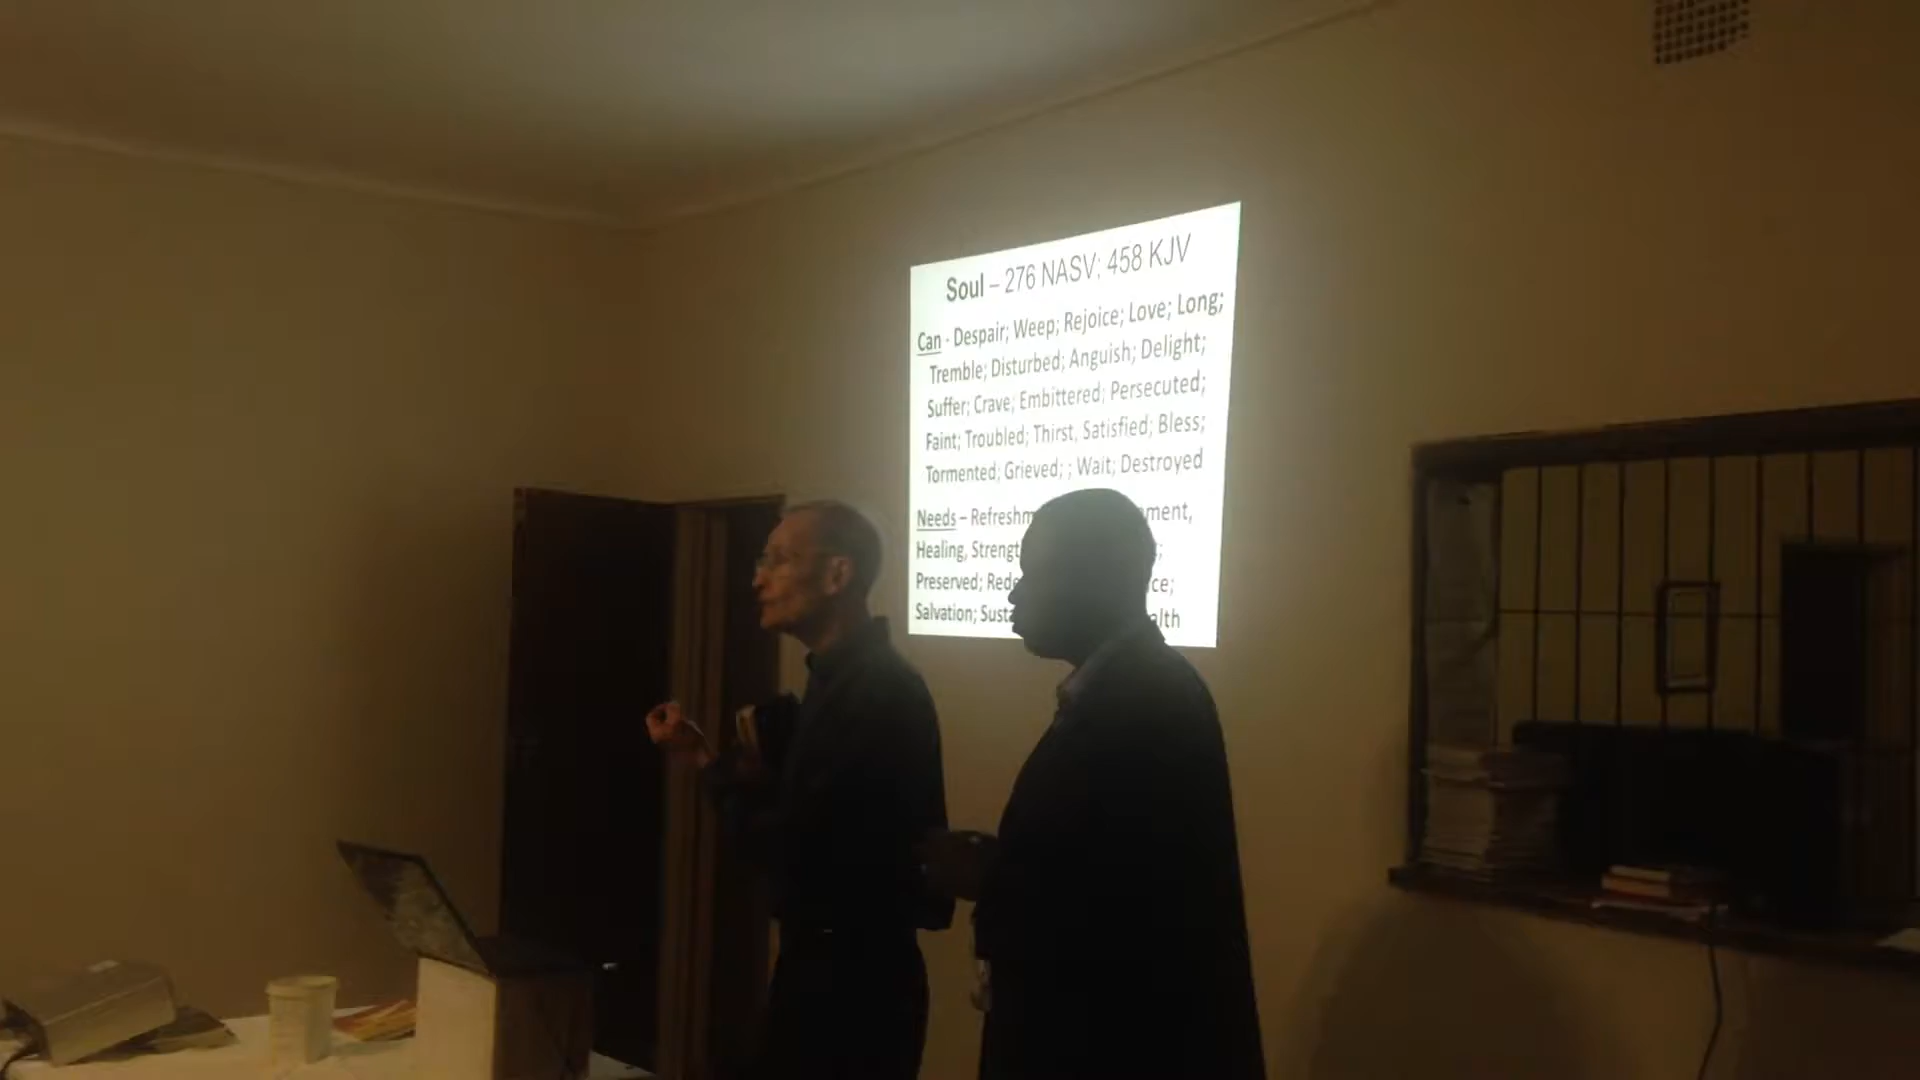 Soul – 276 NASV; 458 KJV
Can - Despair; Weep; Rejoice; Love; Long;
Tremble; Disturbed; Anguish; Delight;
Suffer; Crave; Embittered; Persecuted;
Faint; Troubled; Thirst, Satisfied; Bless;
Tormented; Grieved; ; Wait; Destroyed
Needs –
Healing,
Preserved;
Salvation;